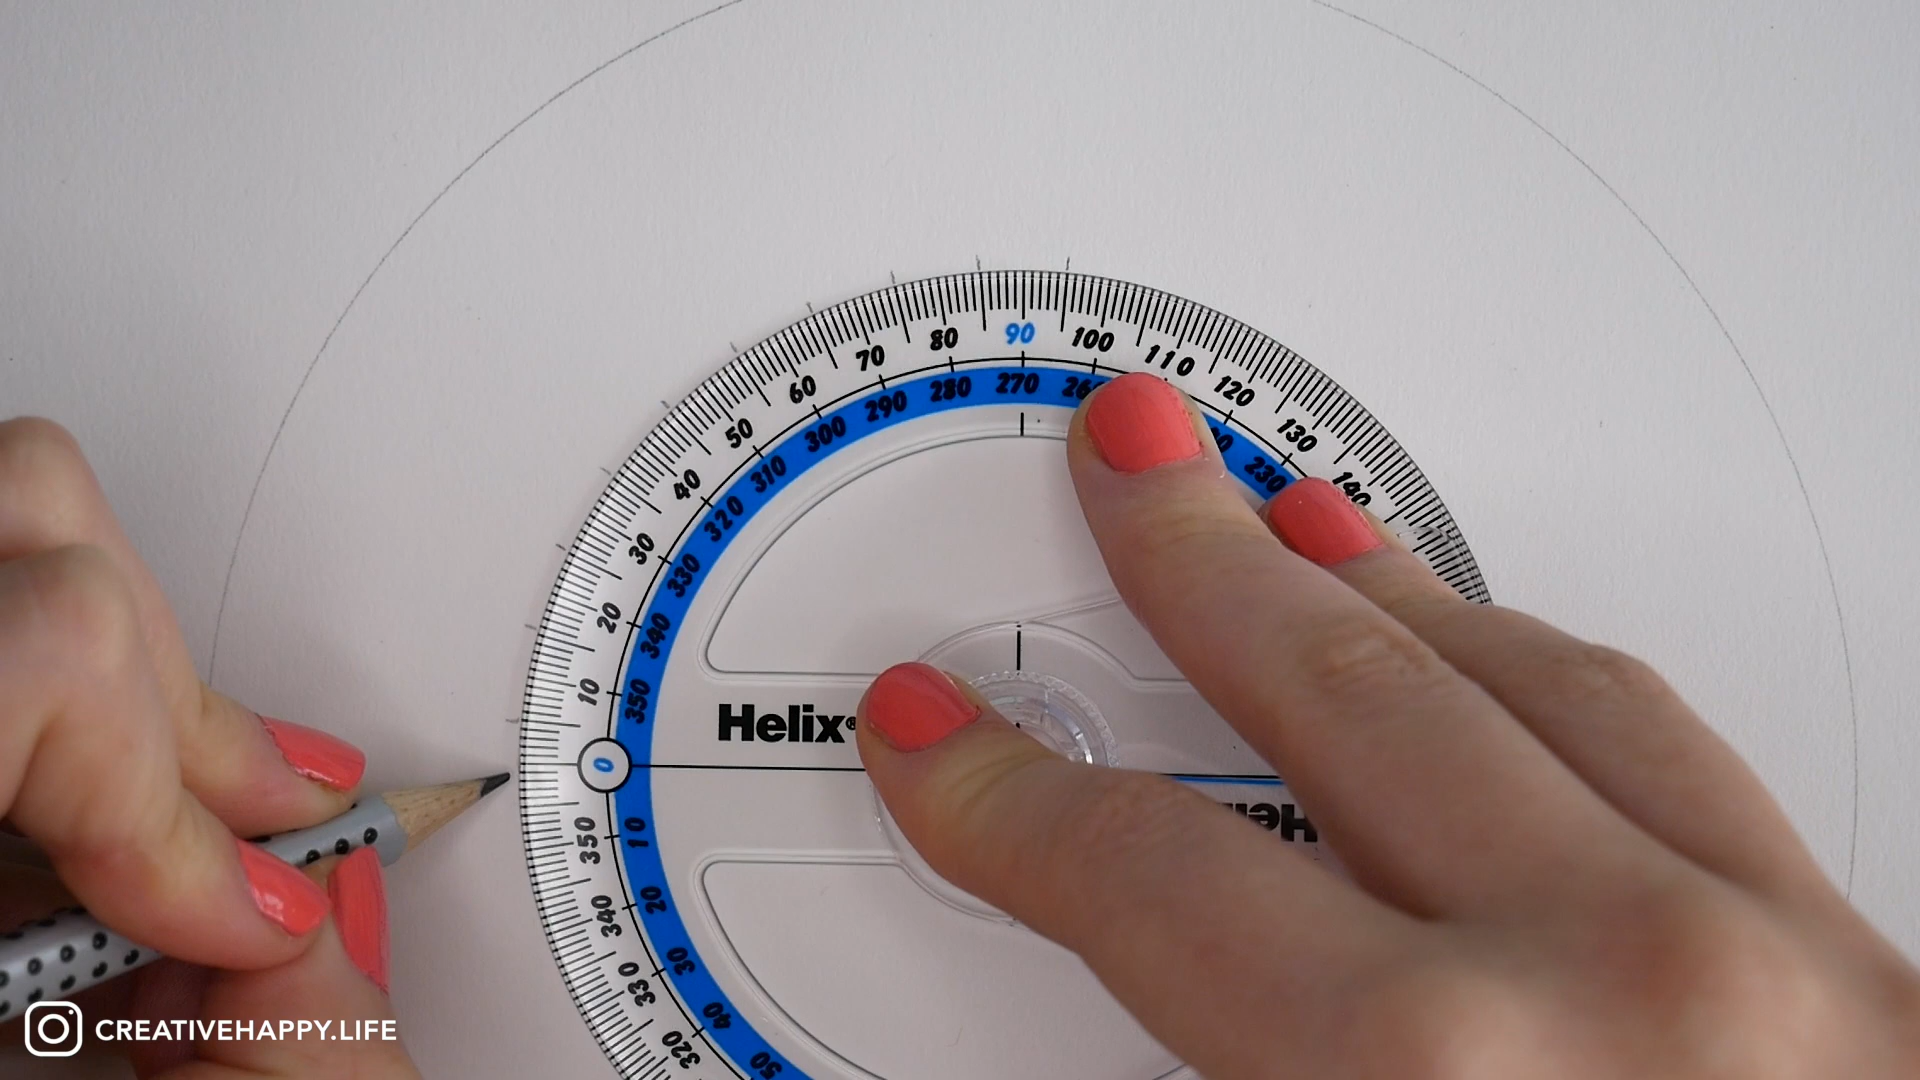 0 10 20 30 40 50 60 70 80 90 100 110 120 130 140
350 340 330 320
350 340 330 320 310 300 290 280 270 230
10 20 30 40 50
Helix®
CREATIVEHAPPY.LIFE